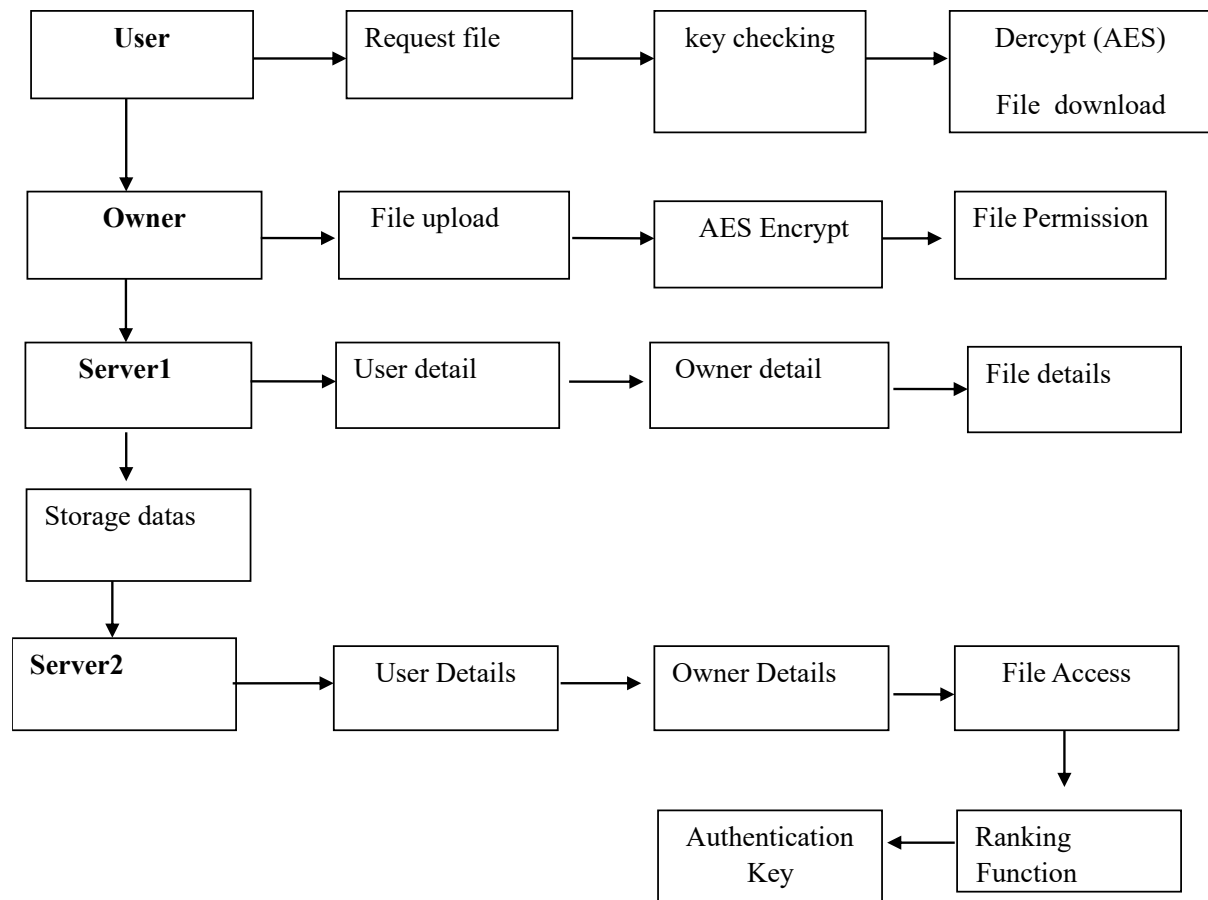 User
Request file
key checking
Dercypt (AES)
File download
Owner
File upload
AES Encrypt
File Permission
Server1
User detail
Owner detail
File details
Storage datas
Server2
User Details
Owner Details
File Access
Authentication
Key
Ranking
Function